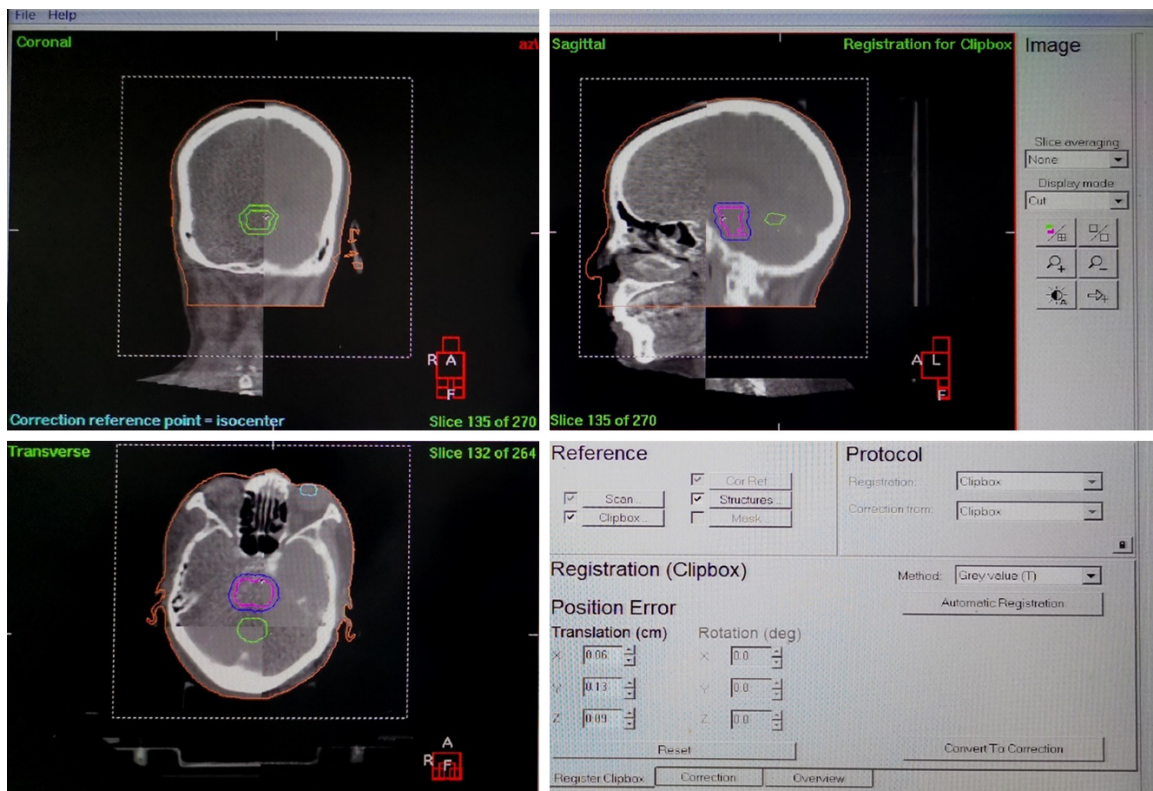 File Help
Coronal
R A
F
Correction reference point = isocenter
Slice 135 of 270
Sagittal
Registration for Clipbox
A L
F
Slice 135 of 270
Image
Slice averaging
None
Display mode
Cut
Transverse
Slice 132 of 264
A
R F
Reference
Cor Ref...
Scan...
Structures...
Clipbox...
Mask...
Protocol
Registration: Clipbox
Correction from: Clipbox
Registration (Clipbox)
Method: Grey value (T)
Automatic Registration
Position Error
Translation (cm)
Rotation (deg)
X 0.06 X 0.0
Y 0.13 Y 0.0
Z 0.09 Z 0.0
Reset
Convert To Correction
Register Clipbox
Correction
Overview